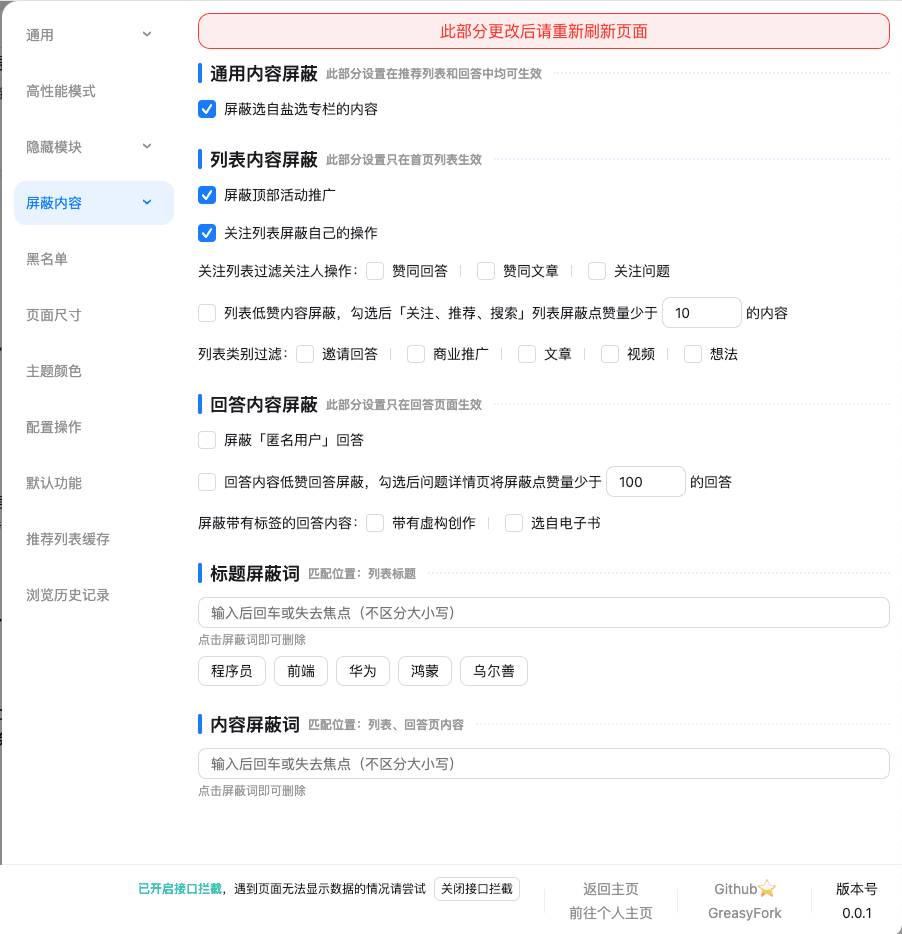 通用
高性能模式
隐藏模块
屏蔽内容
黑名单
页面尺寸
主题颜色
配置操作
默认功能
推荐列表缓存
浏览历史记录
此部分更改后请重新刷新页面
通用内容屏蔽 此部分设置在推荐列表和回答中均可生效
屏蔽选自盐选专栏的内容
列表内容屏蔽 此部分设置只在首页列表生效
屏蔽顶部活动推广
关注列表屏蔽自己的操作
关注列表过滤关注人操作： 赞同回答 赞同文章 关注问题
列表低赞内容屏蔽，勾选后「关注、推荐、搜索」列表屏蔽点赞量少于 10 的内容
列表类别过滤： 邀请回答 商业推广 文章 视频 想法
回答内容屏蔽 此部分设置只在回答页面生效
屏蔽「匿名用户」回答
回答内容低赞回答屏蔽，勾选后问题详情页将屏蔽点赞量少于 100 的回答
屏蔽带有标签的回答内容： 带有虚构创作 选自电子书
标题屏蔽词 匹配位置：列表标题
输入后回车或失去焦点（不区分大小写）
点击屏蔽词即可删除
程序员 前端 华为 鸿蒙 乌尔善
内容屏蔽词 匹配位置：列表、回答页内容
输入后回车或失去焦点（不区分大小写）
点击屏蔽词即可删除
已开启接口拦截，遇到页面无法显示数据的情况请尝试 关闭接口拦截
返回主页
前往个人主页
Github⭐
GreasyFork
版本号
0.0.1